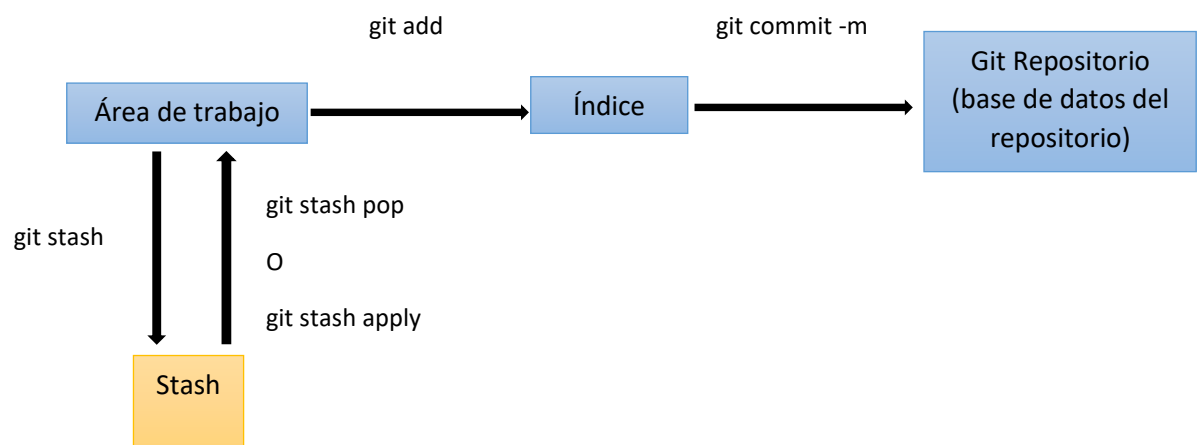 git add
git commit -m
Área de trabajo
Índice
Git Repositorio
(base de datos del
repositorio)
git stash
git stash pop
O
git stash apply
Stash